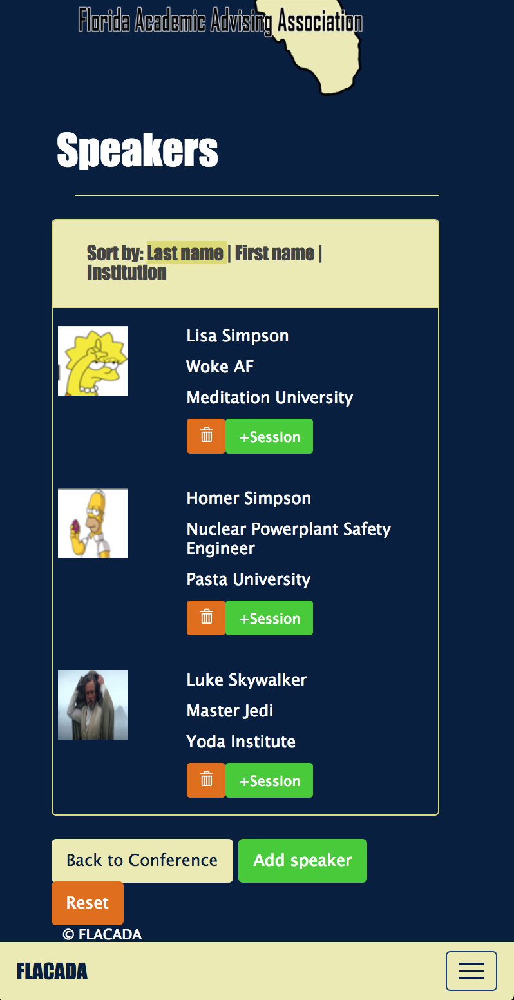 Florida Academic Advising Association
Speakers
Sort by: Last name | First name |
Institution
Lisa Simpson
Woke AF
Meditation University
+Session
Homer Simpson
Nuclear Powerplant Safety
Engineer
Pasta University
+Session
Luke Skywalker
Master Jedi
Yoda Institute
+Session
Back to Conference Add speaker
Reset
© FLACADA
FLACADA